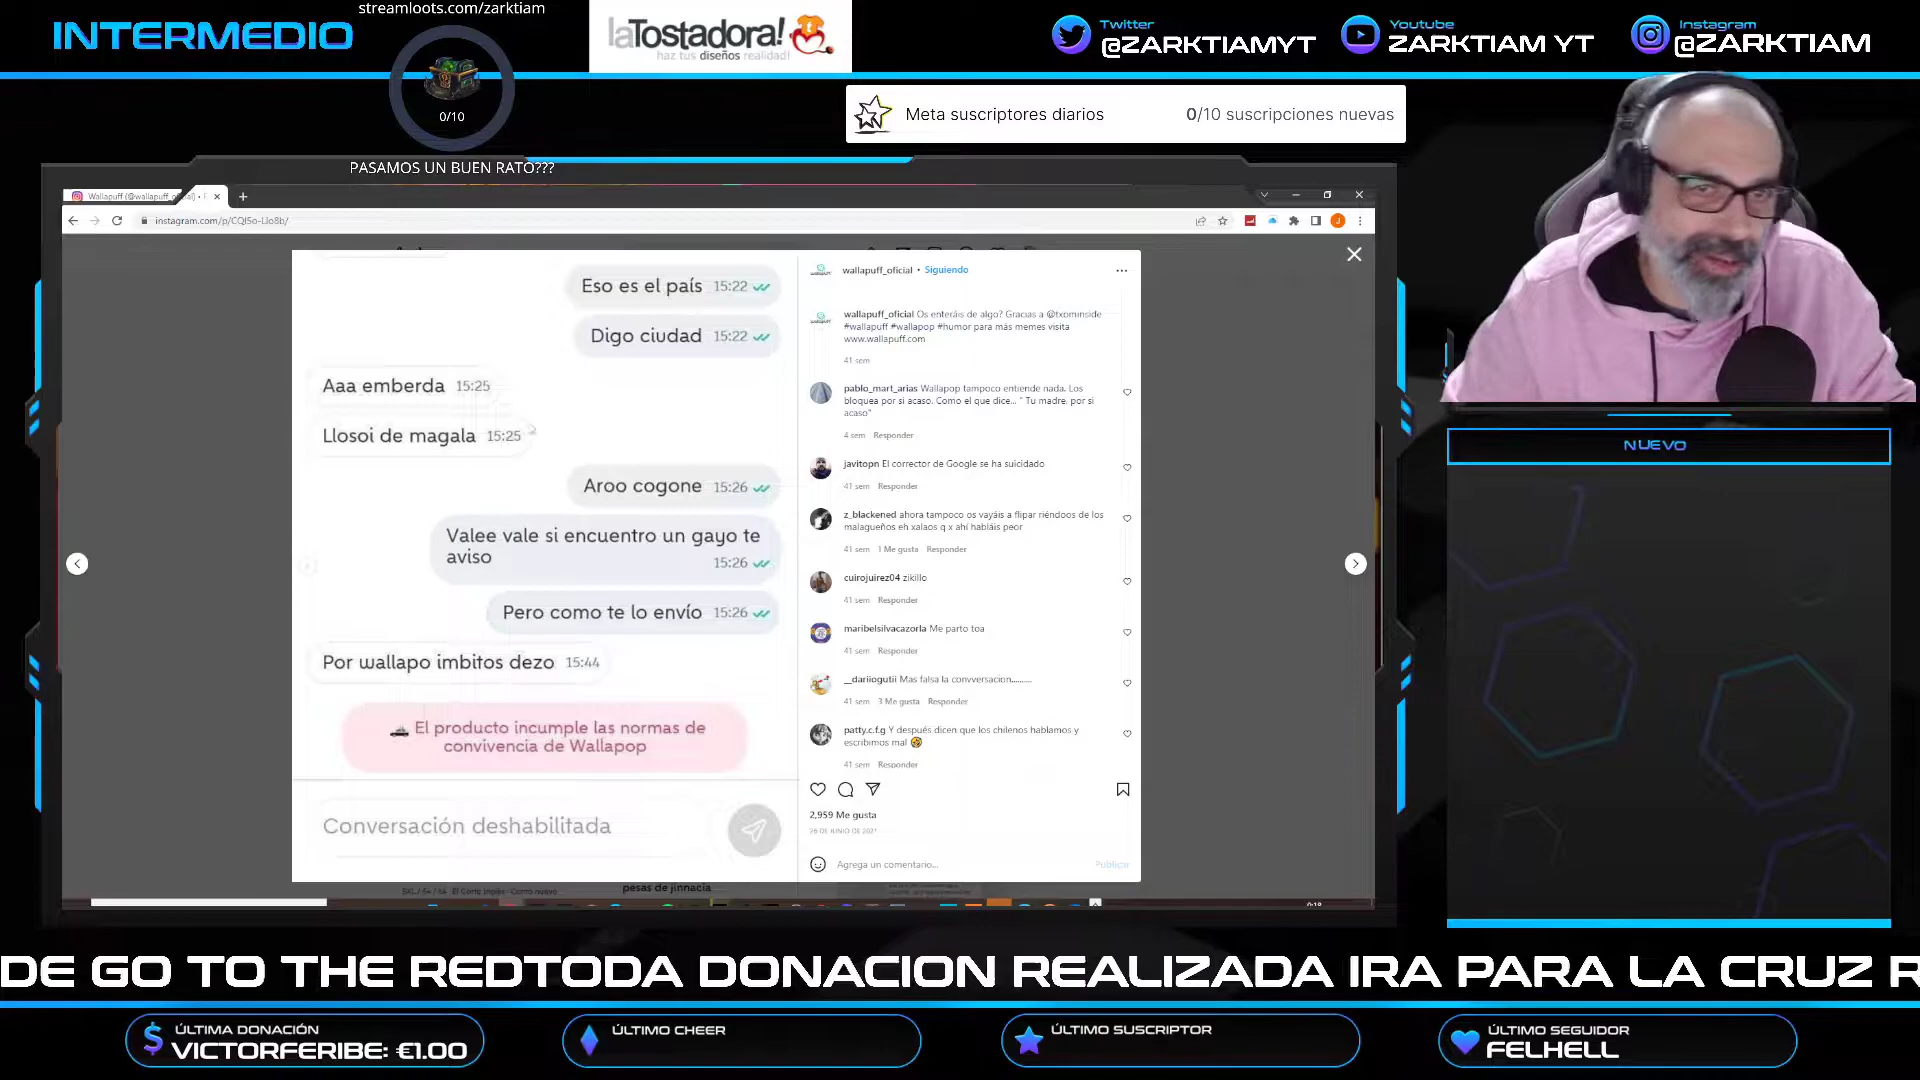 streamloots.com/zarktiam
INTERMEDIO
0/10
laTostadora!
haz tus diseños realidad!
Twitter
@ZARKTIAMYT
Youtube
ZARKTIAM YT
Instagram
@ZARKTIAM
Meta suscriptores diarios
0/10 suscripciones nuevas
PASAMOS UN BUEN RATO???
instagram.com/p/CQJ5o-LJo8b/
Eso es el país 15:22
Digo ciudad 15:22
Aaa emberda 15:25
Llosoi de magala 15:25
Aroo cogone 15:26
Valee vale si encuentro un gayo te
aviso
15:26
Pero como te lo envío 15:26
Por wallapo imbitos dezo 15:44
El producto incumple las normas de
convivencia de Wallapop
Conversación deshabilitada
wallapuff_oficial • Siguiendo
wallapuff_oficial Os enteráis de algo? Gracias a @txominside
#wallapuff #wallapop #humor para más memes visita
www.wallapuff.com
41 sem
pablo_mart_arias Wallapop tampoco entiende nada. Los
bloquea por si acaso. Como el que dice... " Tu madre. por si
acaso"
4 sem Responder
javitopn El corrector de Google se ha suicidado
41 sem Responder
z_blackened ahora tampoco os vayáis a flipar riéndoos de los
malagueños eh xalaos q x ahí habláis peor
41 sem 1 Me gusta Responder
cuirojuirez04 zikillo
41 sem Responder
maribelsilvacazorla Me parto toa
41 sem Responder
__dariiogutii Mas falsa la convversacion..........
41 sem 3 Me gusta Responder
patty.c.f.g Y después dicen que los chilenos hablamos y
escribimos mal
41 sem Responder
2,959 Me gusta
26 DE JUNIO DE 2021
Agrega un comentario...
Publicar
pesas de jinnacia
NUEVO
DE GO TO THE REDTODA DONACION REALIZADA IRA PARA LA CRUZ R
ÚLTIMA DONACIÓN
VICTORFERIBE: €1.00
ÚLTIMO CHEER
ÚLTIMO SUSCRIPTOR
ÚLTIMO SEGUIDOR
FELHELL